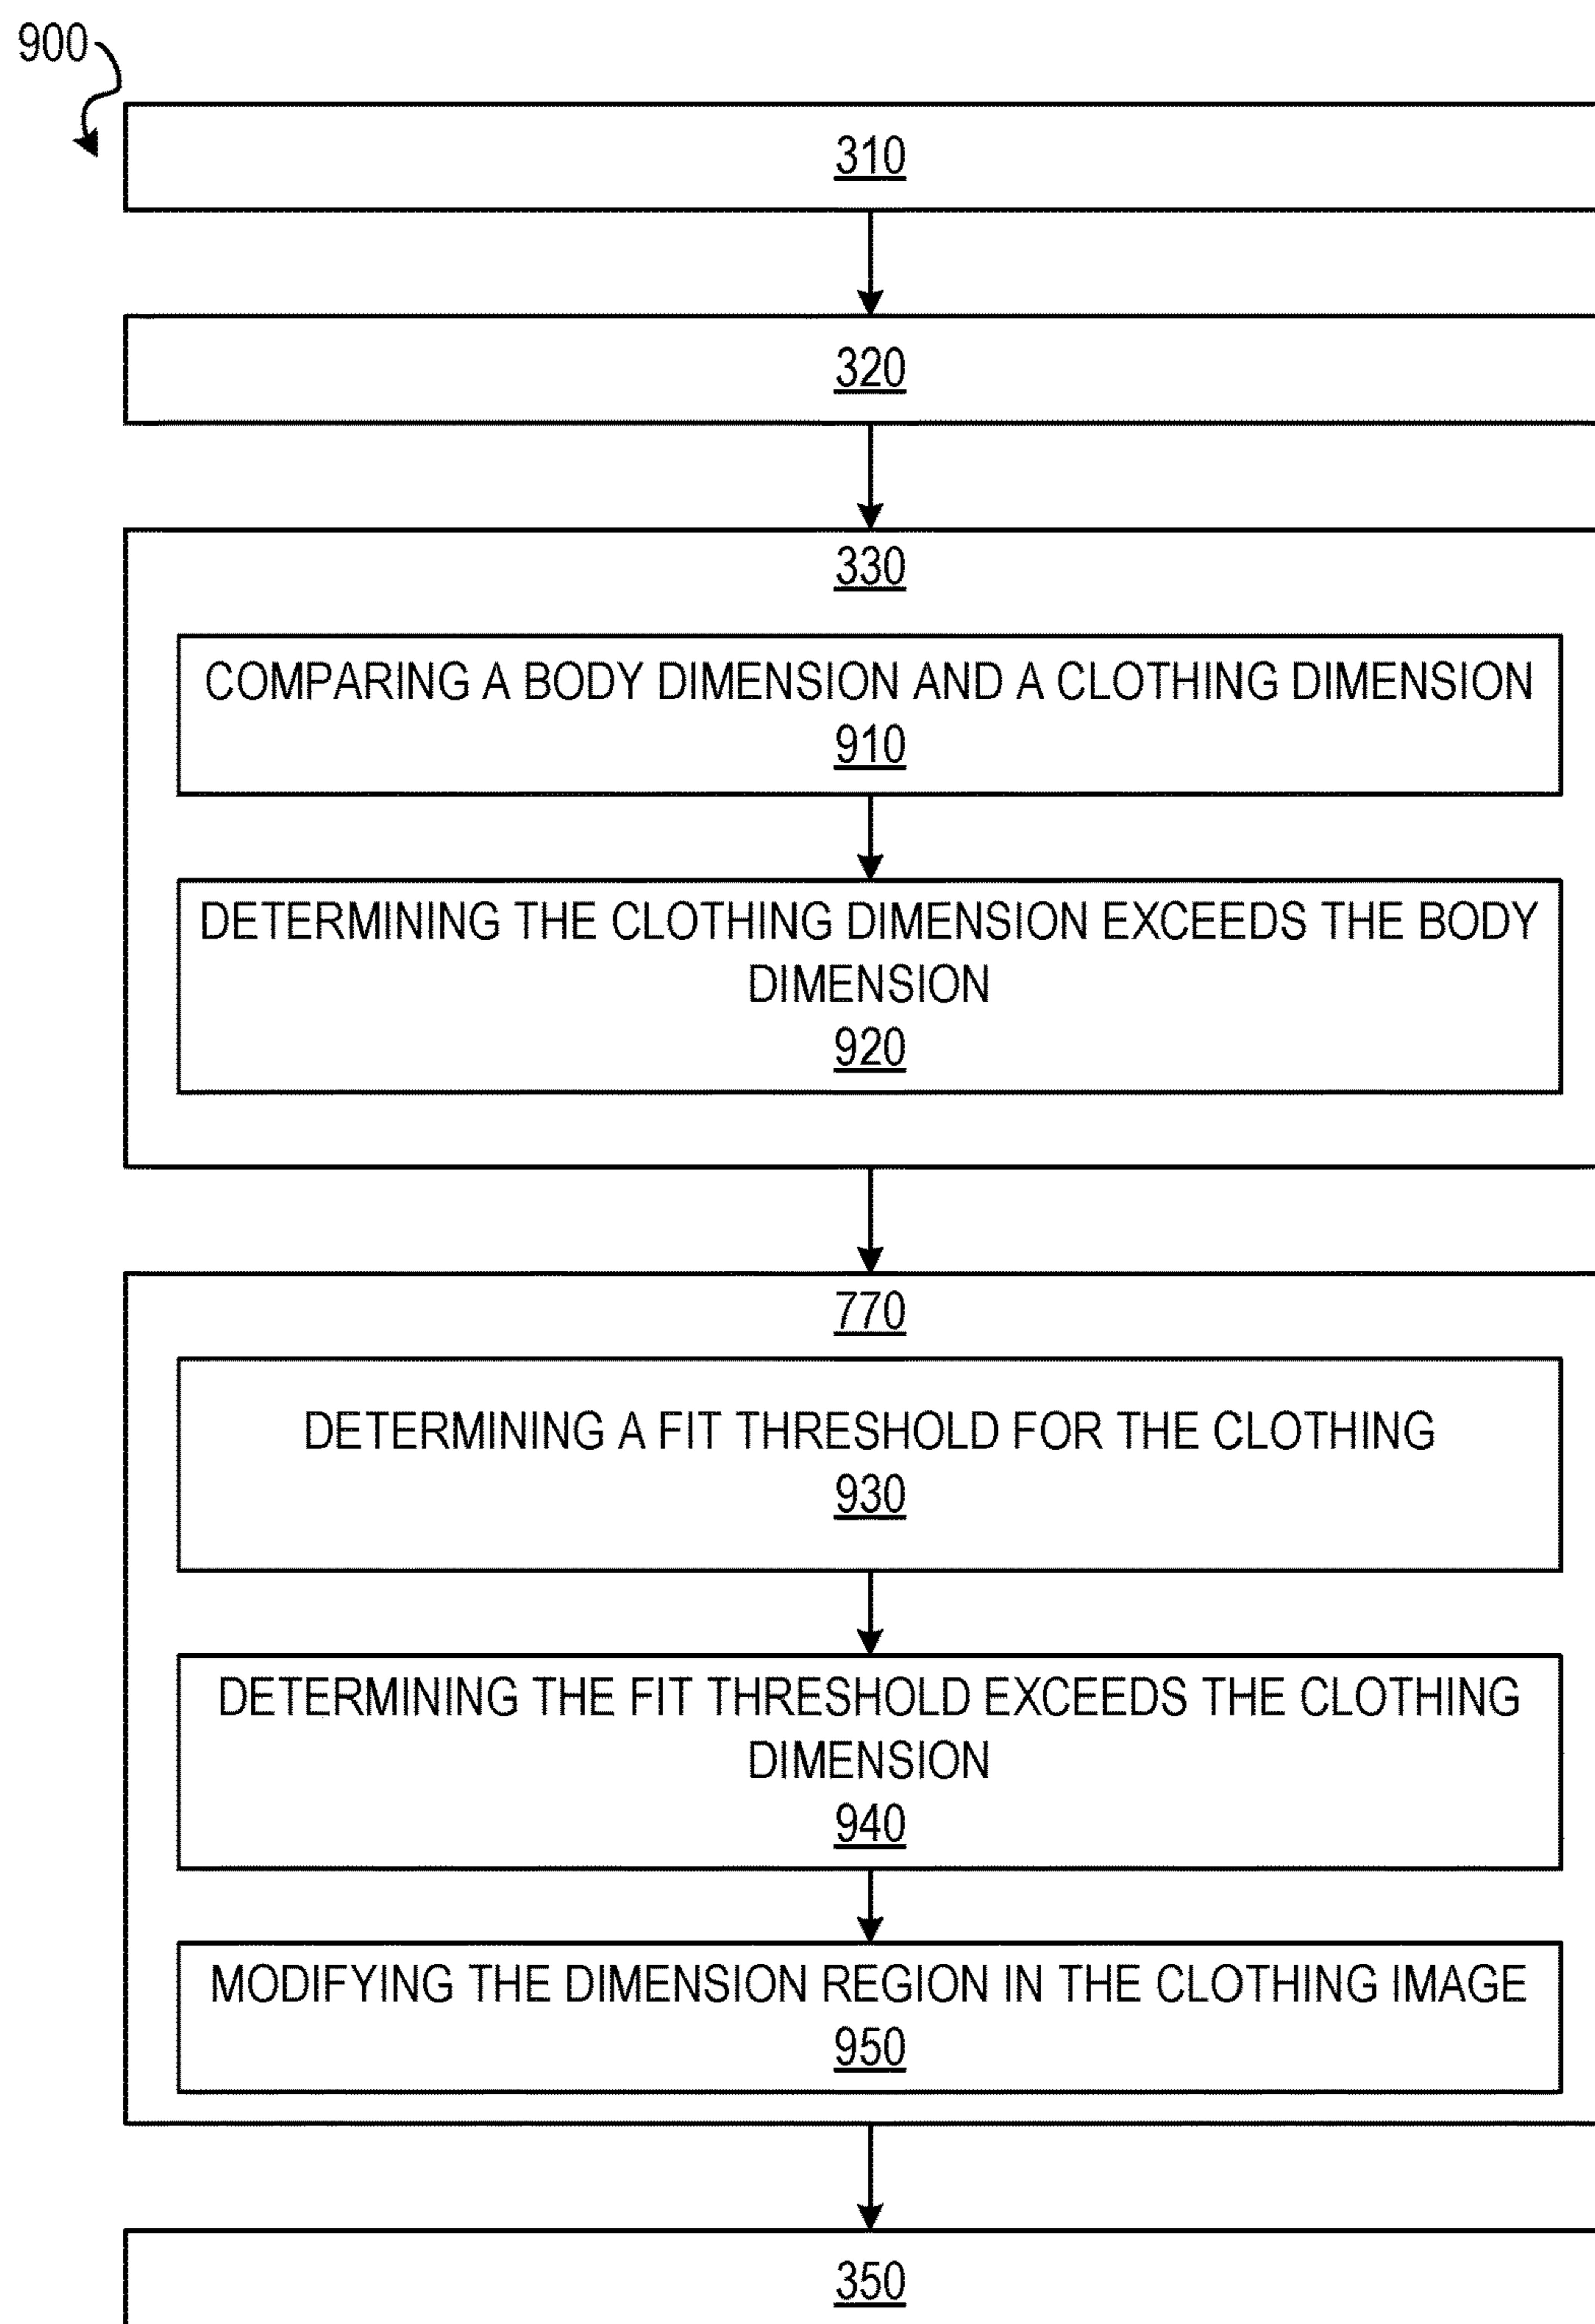 900
310
320
330
COMPARING A BODY DIMENSION AND A CLOTHING DIMENSION
910
DETERMINING THE CLOTHING DIMENSION EXCEEDS THE BODY
DIMENSION
920
770
DETERMINING A FIT THRESHOLD FOR THE CLOTHING
930
DETERMINING THE FIT THRESHOLD EXCEEDS THE CLOTHING
DIMENSION
940
MODIFYING THE DIMENSION REGION IN THE CLOTHING IMAGE
950
350